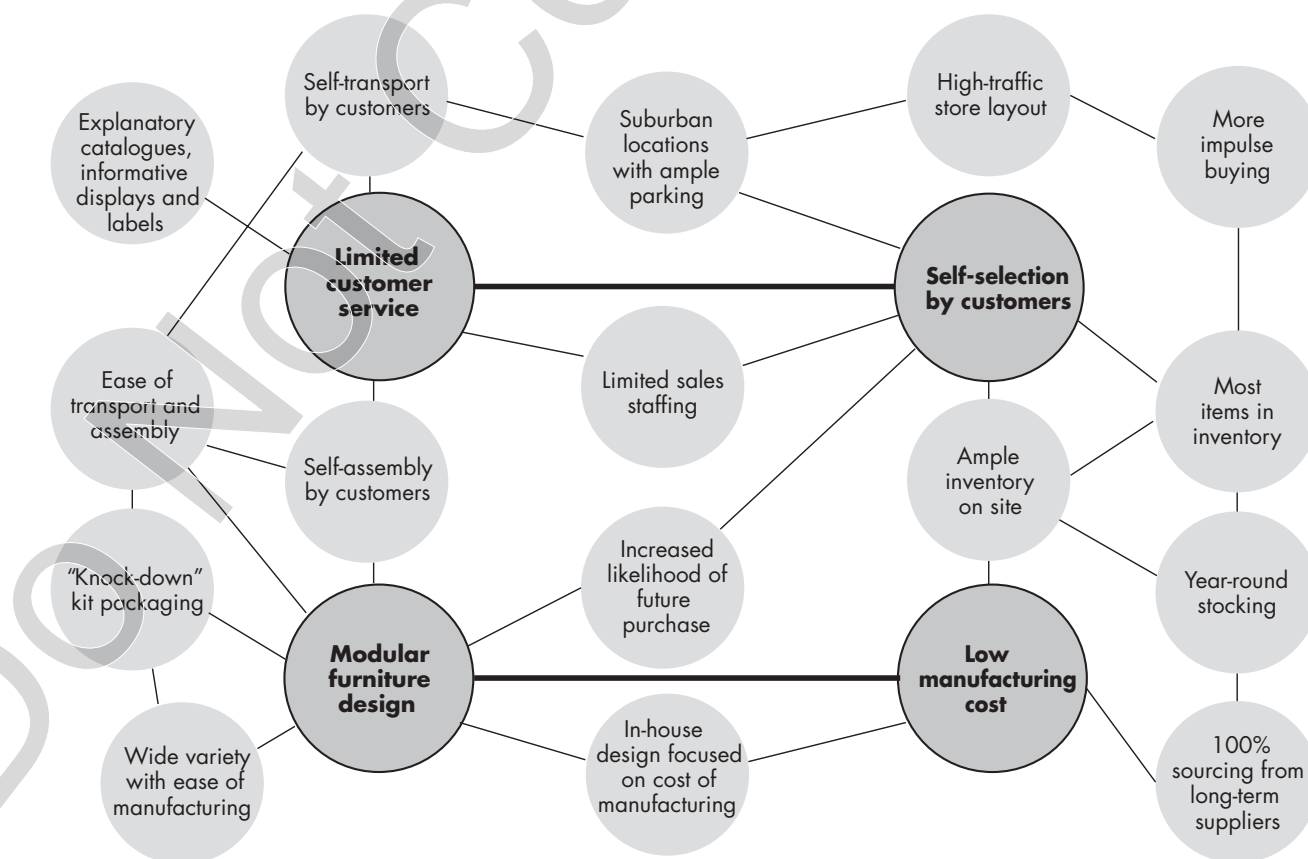 Self-transport
by customers
High-traffic
store layout
Explanatory
catalogues,
informative
displays and
labels
Suburban
locations
with ample
parking
More
impulse
buying
Limited
customer
service
Self-selection
by customers
Ease of
transport and
assembly
Limited sales
staffing
Most
items in
inventory
Self-assembly
by customers
Ample
inventory
on site
"Knock-down"
kit packaging
Increased
likelihood of
future
purchase
Year-round
stocking
Modular
furniture
design
Low
manufacturing
cost
Wide variety
with ease of
manufacturing
In-house
design focused
on cost of
manufacturing
100%
sourcing from
long-term
suppliers
Do Not Co